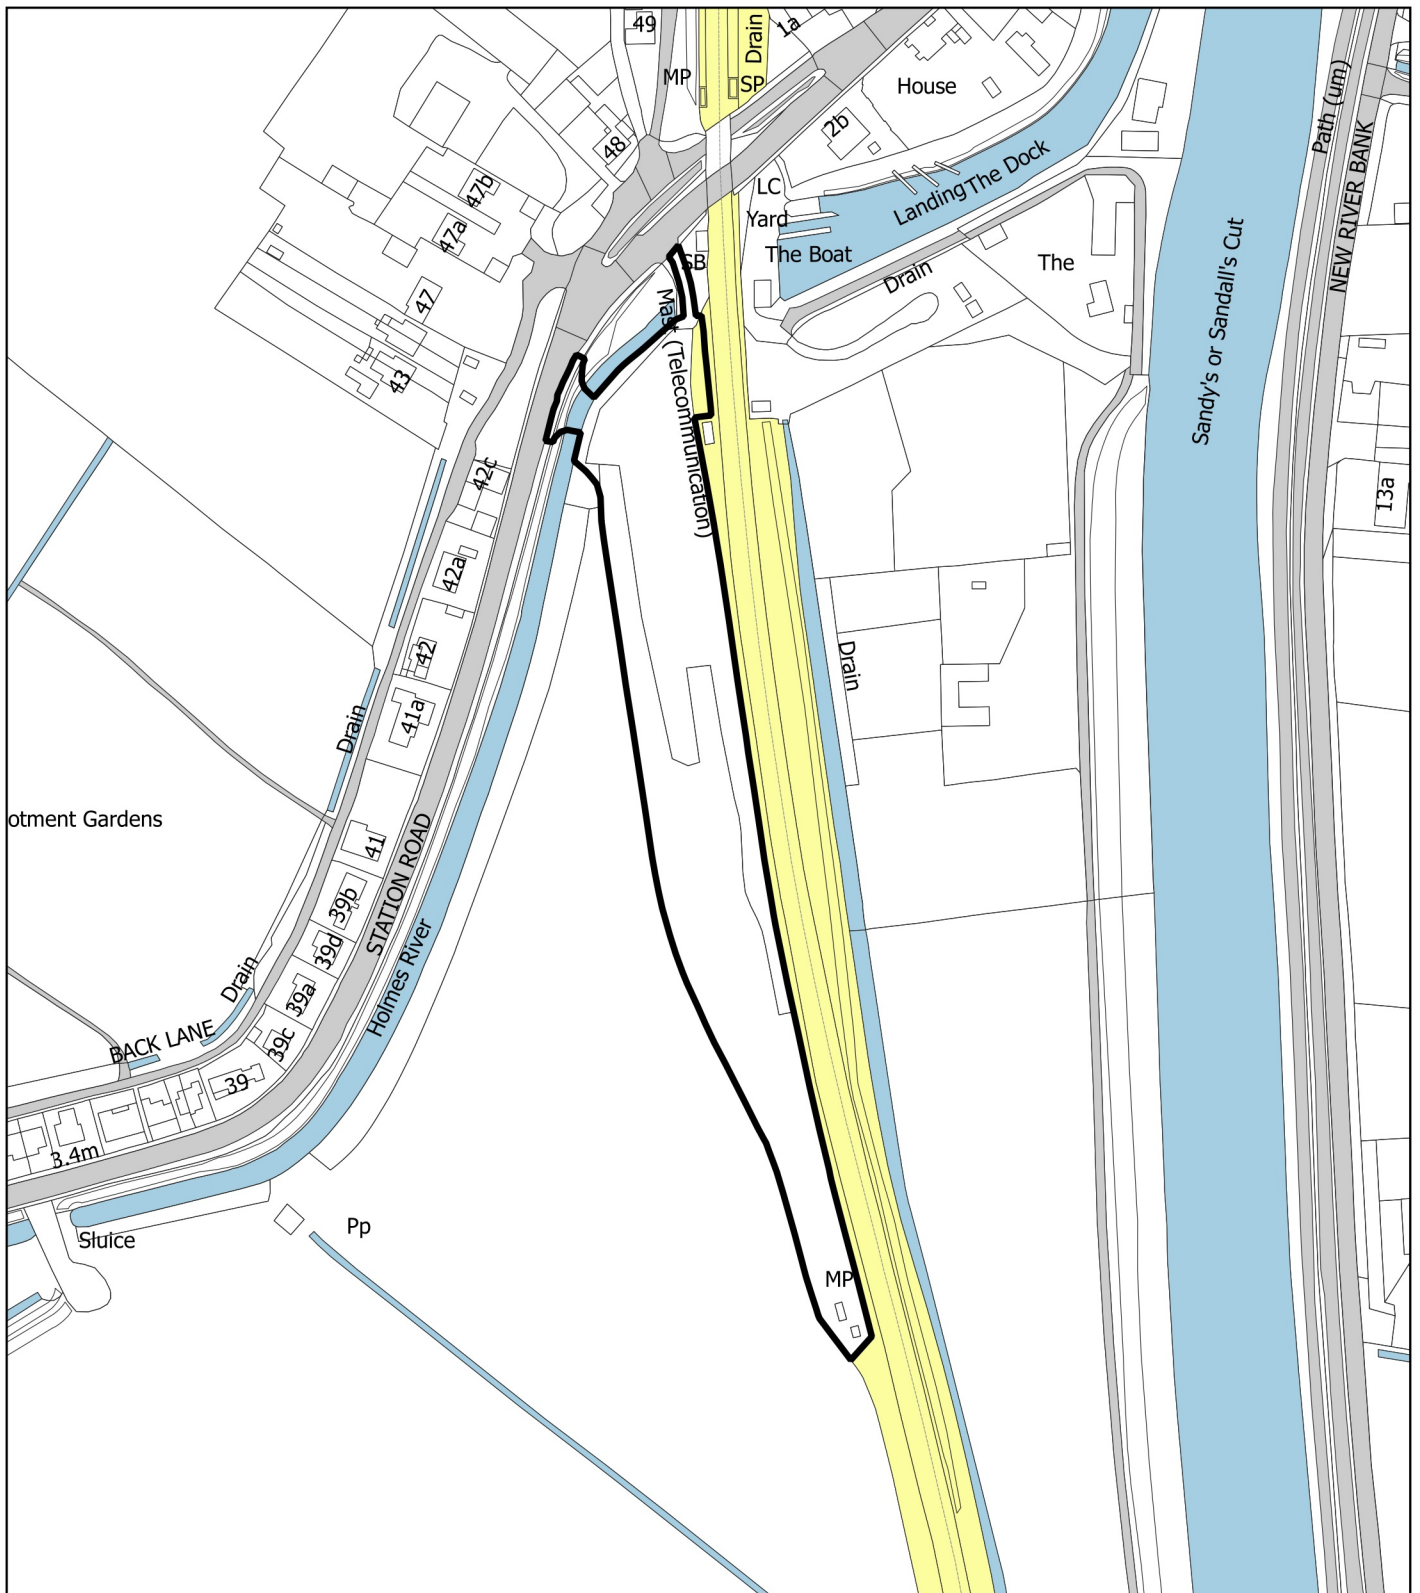 49
1a
Drain
MP
SP
House
2b
48
Path (um)
NEW RIVER BANK
The Dock
Landing
LC
47b
Yard
47a
The Boat
SB
The
Drain
47
Mast (Telecommunication)
Sandy's or Sandall's Cut
43
42c
13a
42a
42
Drain
41a
Drain
otment Gardens
41
STATION ROAD
39b
39d
Holmes River
Drain
39a
BACK LANE
39c
39
3.4m
Pp
Sluice
MP